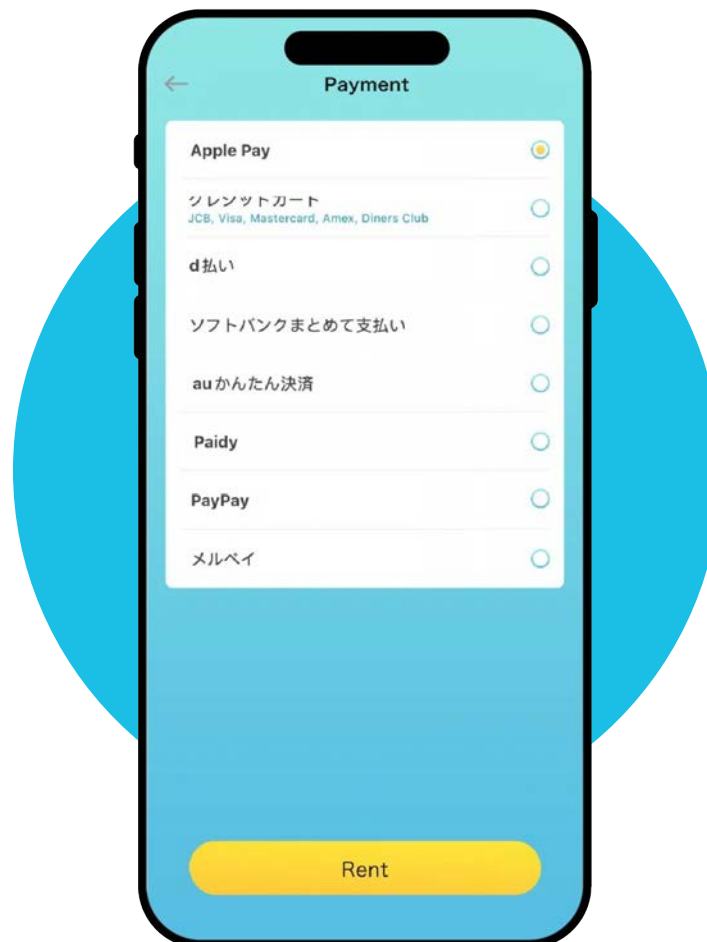 Payment
Apple Pay
クレジットカード
JCB, Visa, Mastercard, Amex, Diners Club
d払い
ソフトバンクまとめて支払い
auかんたん決済
Paidy
PayPay
メルペイ
Rent